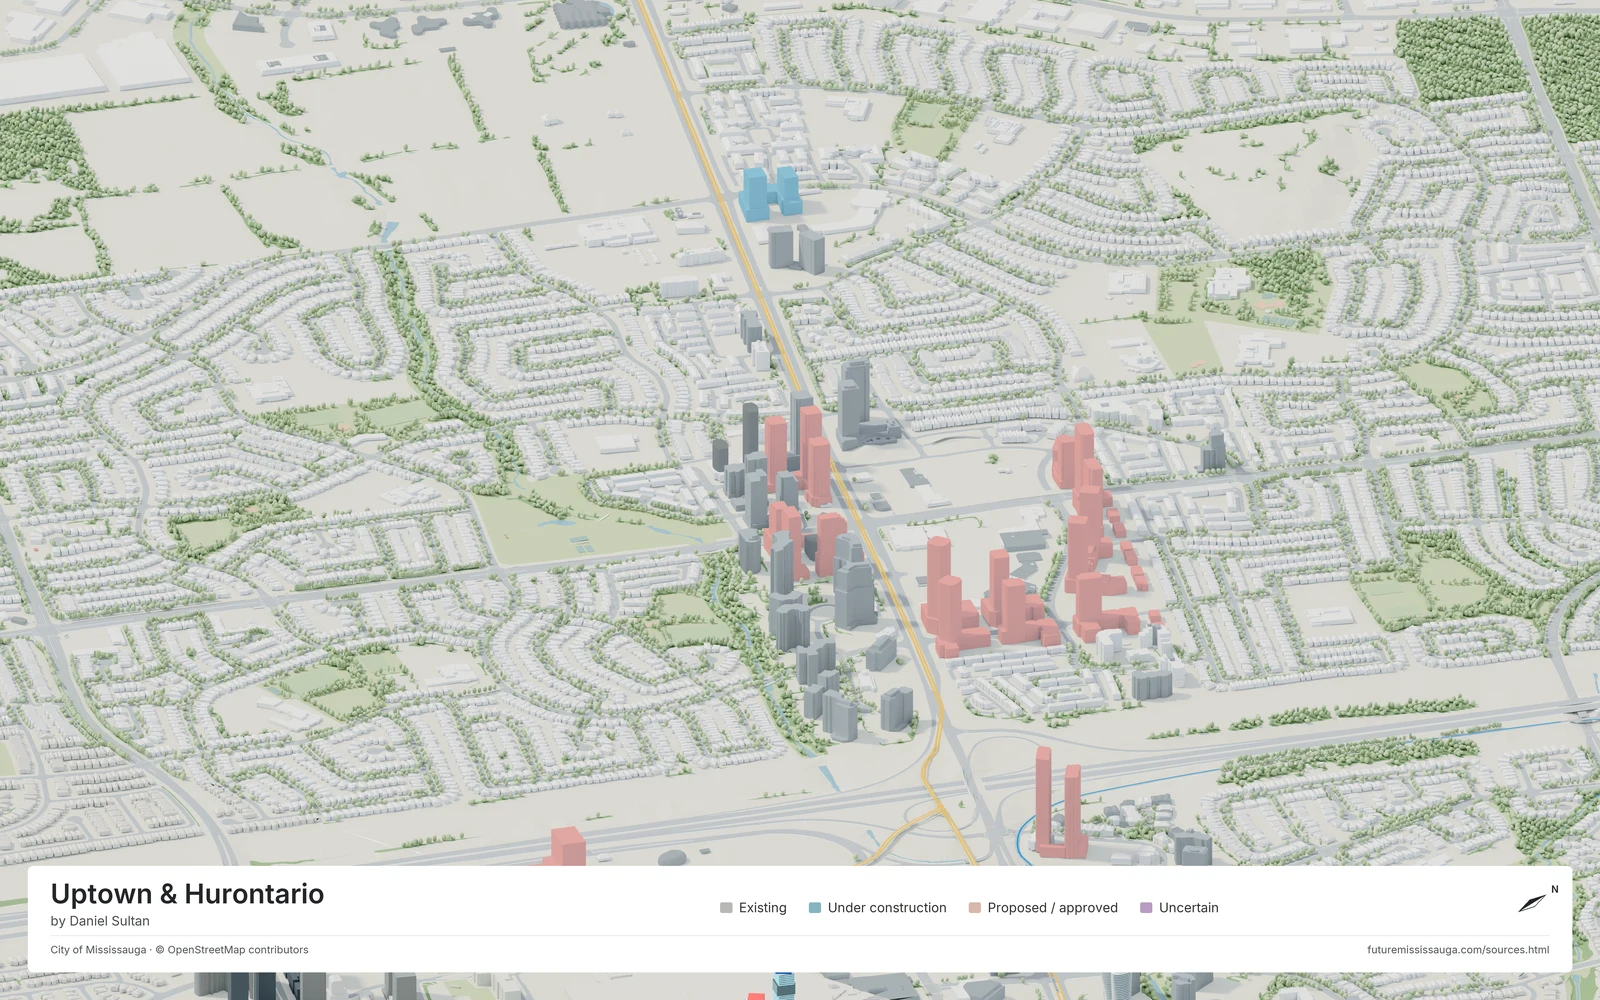 Uptown & Hurontario
by Daniel Sultan
Existing
Under construction
Proposed / approved
Uncertain
N
City of Mississauga · © OpenStreetMap contributors
futuremississauga.com/sources.html